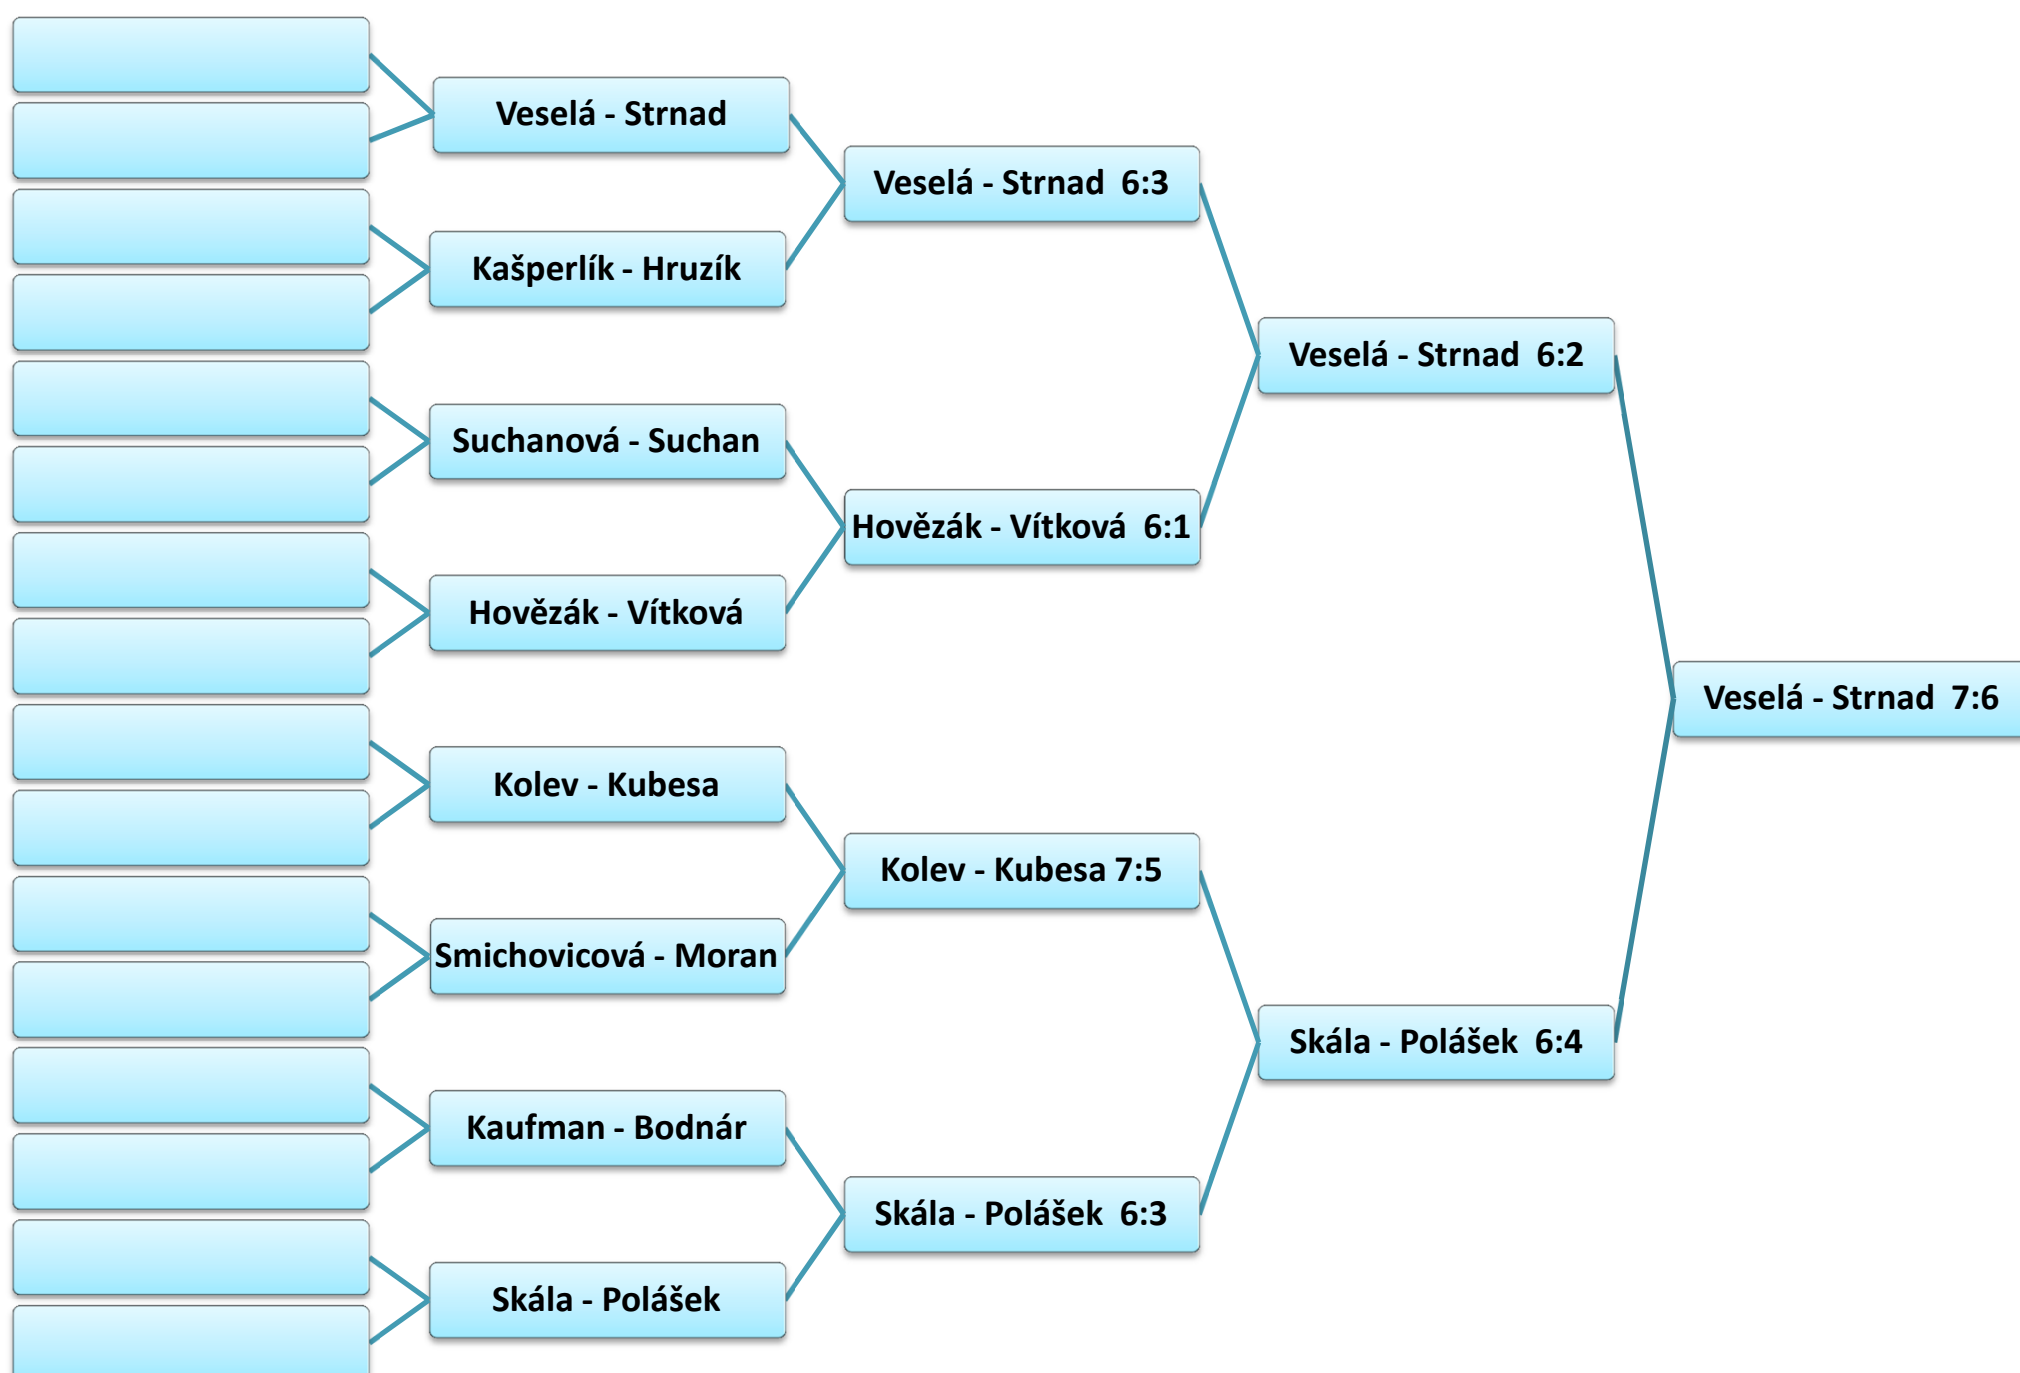 Veselá - Strnad
Kašperlík - Hruzík
Suchanová - Suchan
Hovězák - Vítková
Kolev - Kubesa
Smichovicová - Moran
Kaufman - Bodnár
Skála - Polášek
Veselá - Strnad  6:3
Hovězák - Vítková  6:1
Kolev - Kubesa 7:5
Skála - Polášek  6:3
Veselá - Strnad  6:2
Skála - Polášek  6:4
Veselá - Strnad  7:6